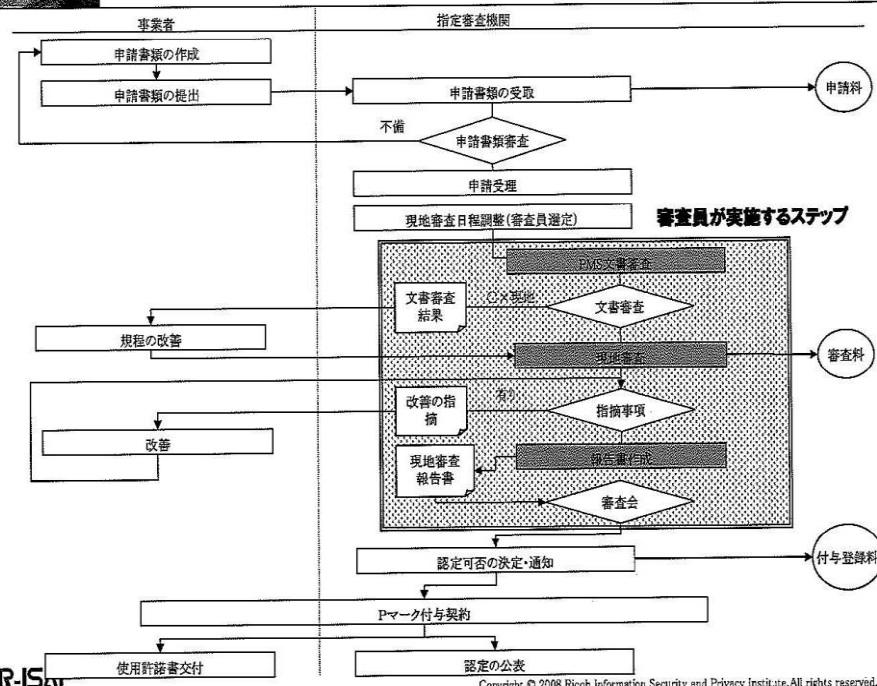 事業者
指定審査機関
申請書類の作成
申請書類の提出
申請書類の受取
申請料
不備
申請書類審査
申請受理
現地審査日程調整(審査員選定)
審査員が実施するステップ
PMS文書審査
文書審査
結果
C×現地
文書審査
規程の改善
現地審査
審査料
改善の指
摘
有り
指摘事項
改善
現地審査
報告書
報告書作成
審査会
認定可否の決定・通知
付与登録料
Pマーク付与契約
使用許諾書交付
認定の公表
Copyright © 2008 Ricoh Information Security and Privacy Institute. All rights reserved.